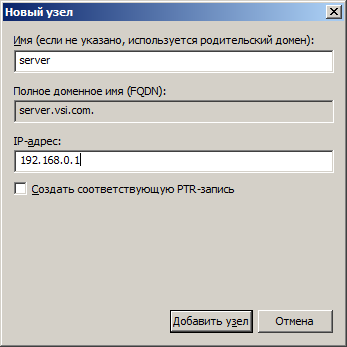 Новый узел
Имя (если не указано, используется родительский домен):
server
Полное доменное имя (FQDN):
server.vsi.com.
IP-адрес:
192.168.0.1
Создать соответствующую PTR-запись
Добавить узел
Отмена